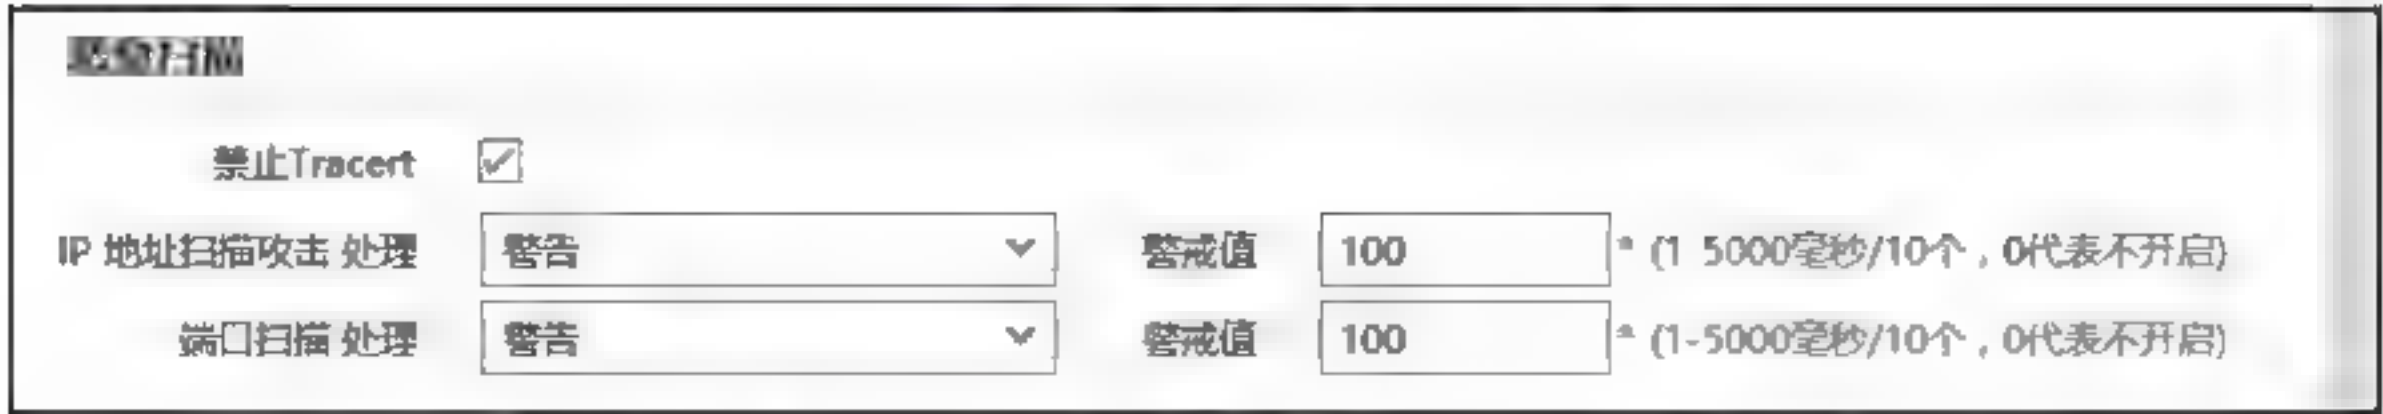 禁止Tracert
IP 地址扫描攻击 处理 警告 警戒值 100 * (1-5000毫秒/10个，0代表不开启)
端口扫描 处理 警告 警戒值 100 * (1-5000毫秒/10个，0代表不开启)